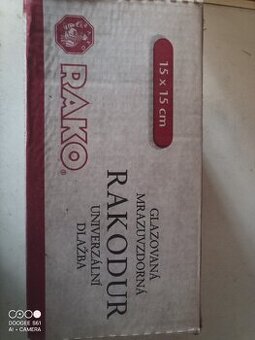 RAKO®
15 x 15 cm
GLAZOVANÁ
MRAZUVZDORNÁ
RAKODUR
UNIVERZÁLNÍ
DLAŽBA
DOOGEE S61
AI - CAMERA